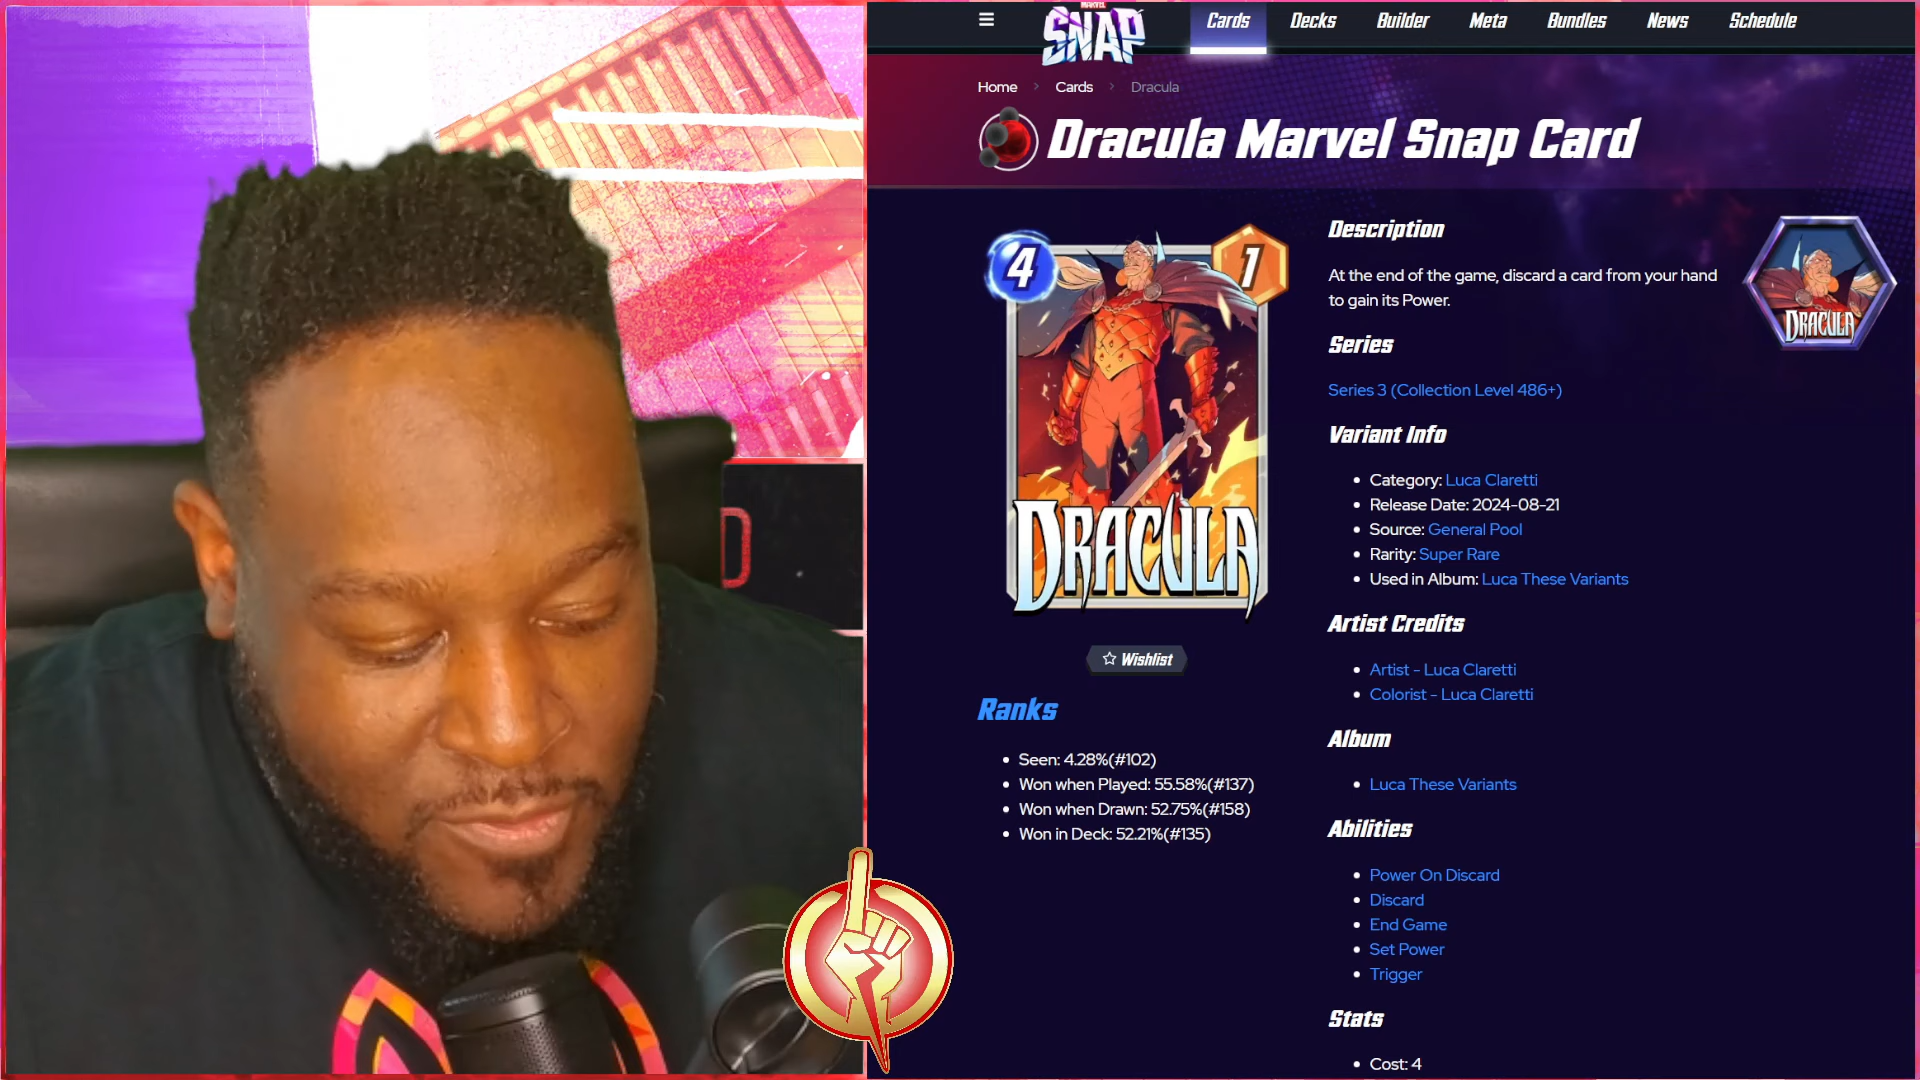 MARVEL
SNAP
Cards
Decks
Builder
Meta
Bundles
News
Schedule
Home > Cards > Dracula
Dracula Marvel Snap Card
4
1
DRACULA
Wishlist
Ranks
Seen: 4.28%(#102)
Won when Played: 55.58%(#137)
Won when Drawn: 52.75%(#158)
Won in Deck: 52.21%(#135)
Description
At the end of the game, discard a card from your hand
to gain its Power.
DRACULA
Series
Series 3 (Collection Level 486+)
Variant Info
Category: Luca Claretti
Release Date: 2024-08-21
Source: General Pool
Rarity: Super Rare
Used in Album: Luca These Variants
Artist Credits
Artist - Luca Claretti
Colorist - Luca Claretti
Album
Luca These Variants
Abilities
Power On Discard
Discard
End Game
Set Power
Trigger
Stats
Cost: 4